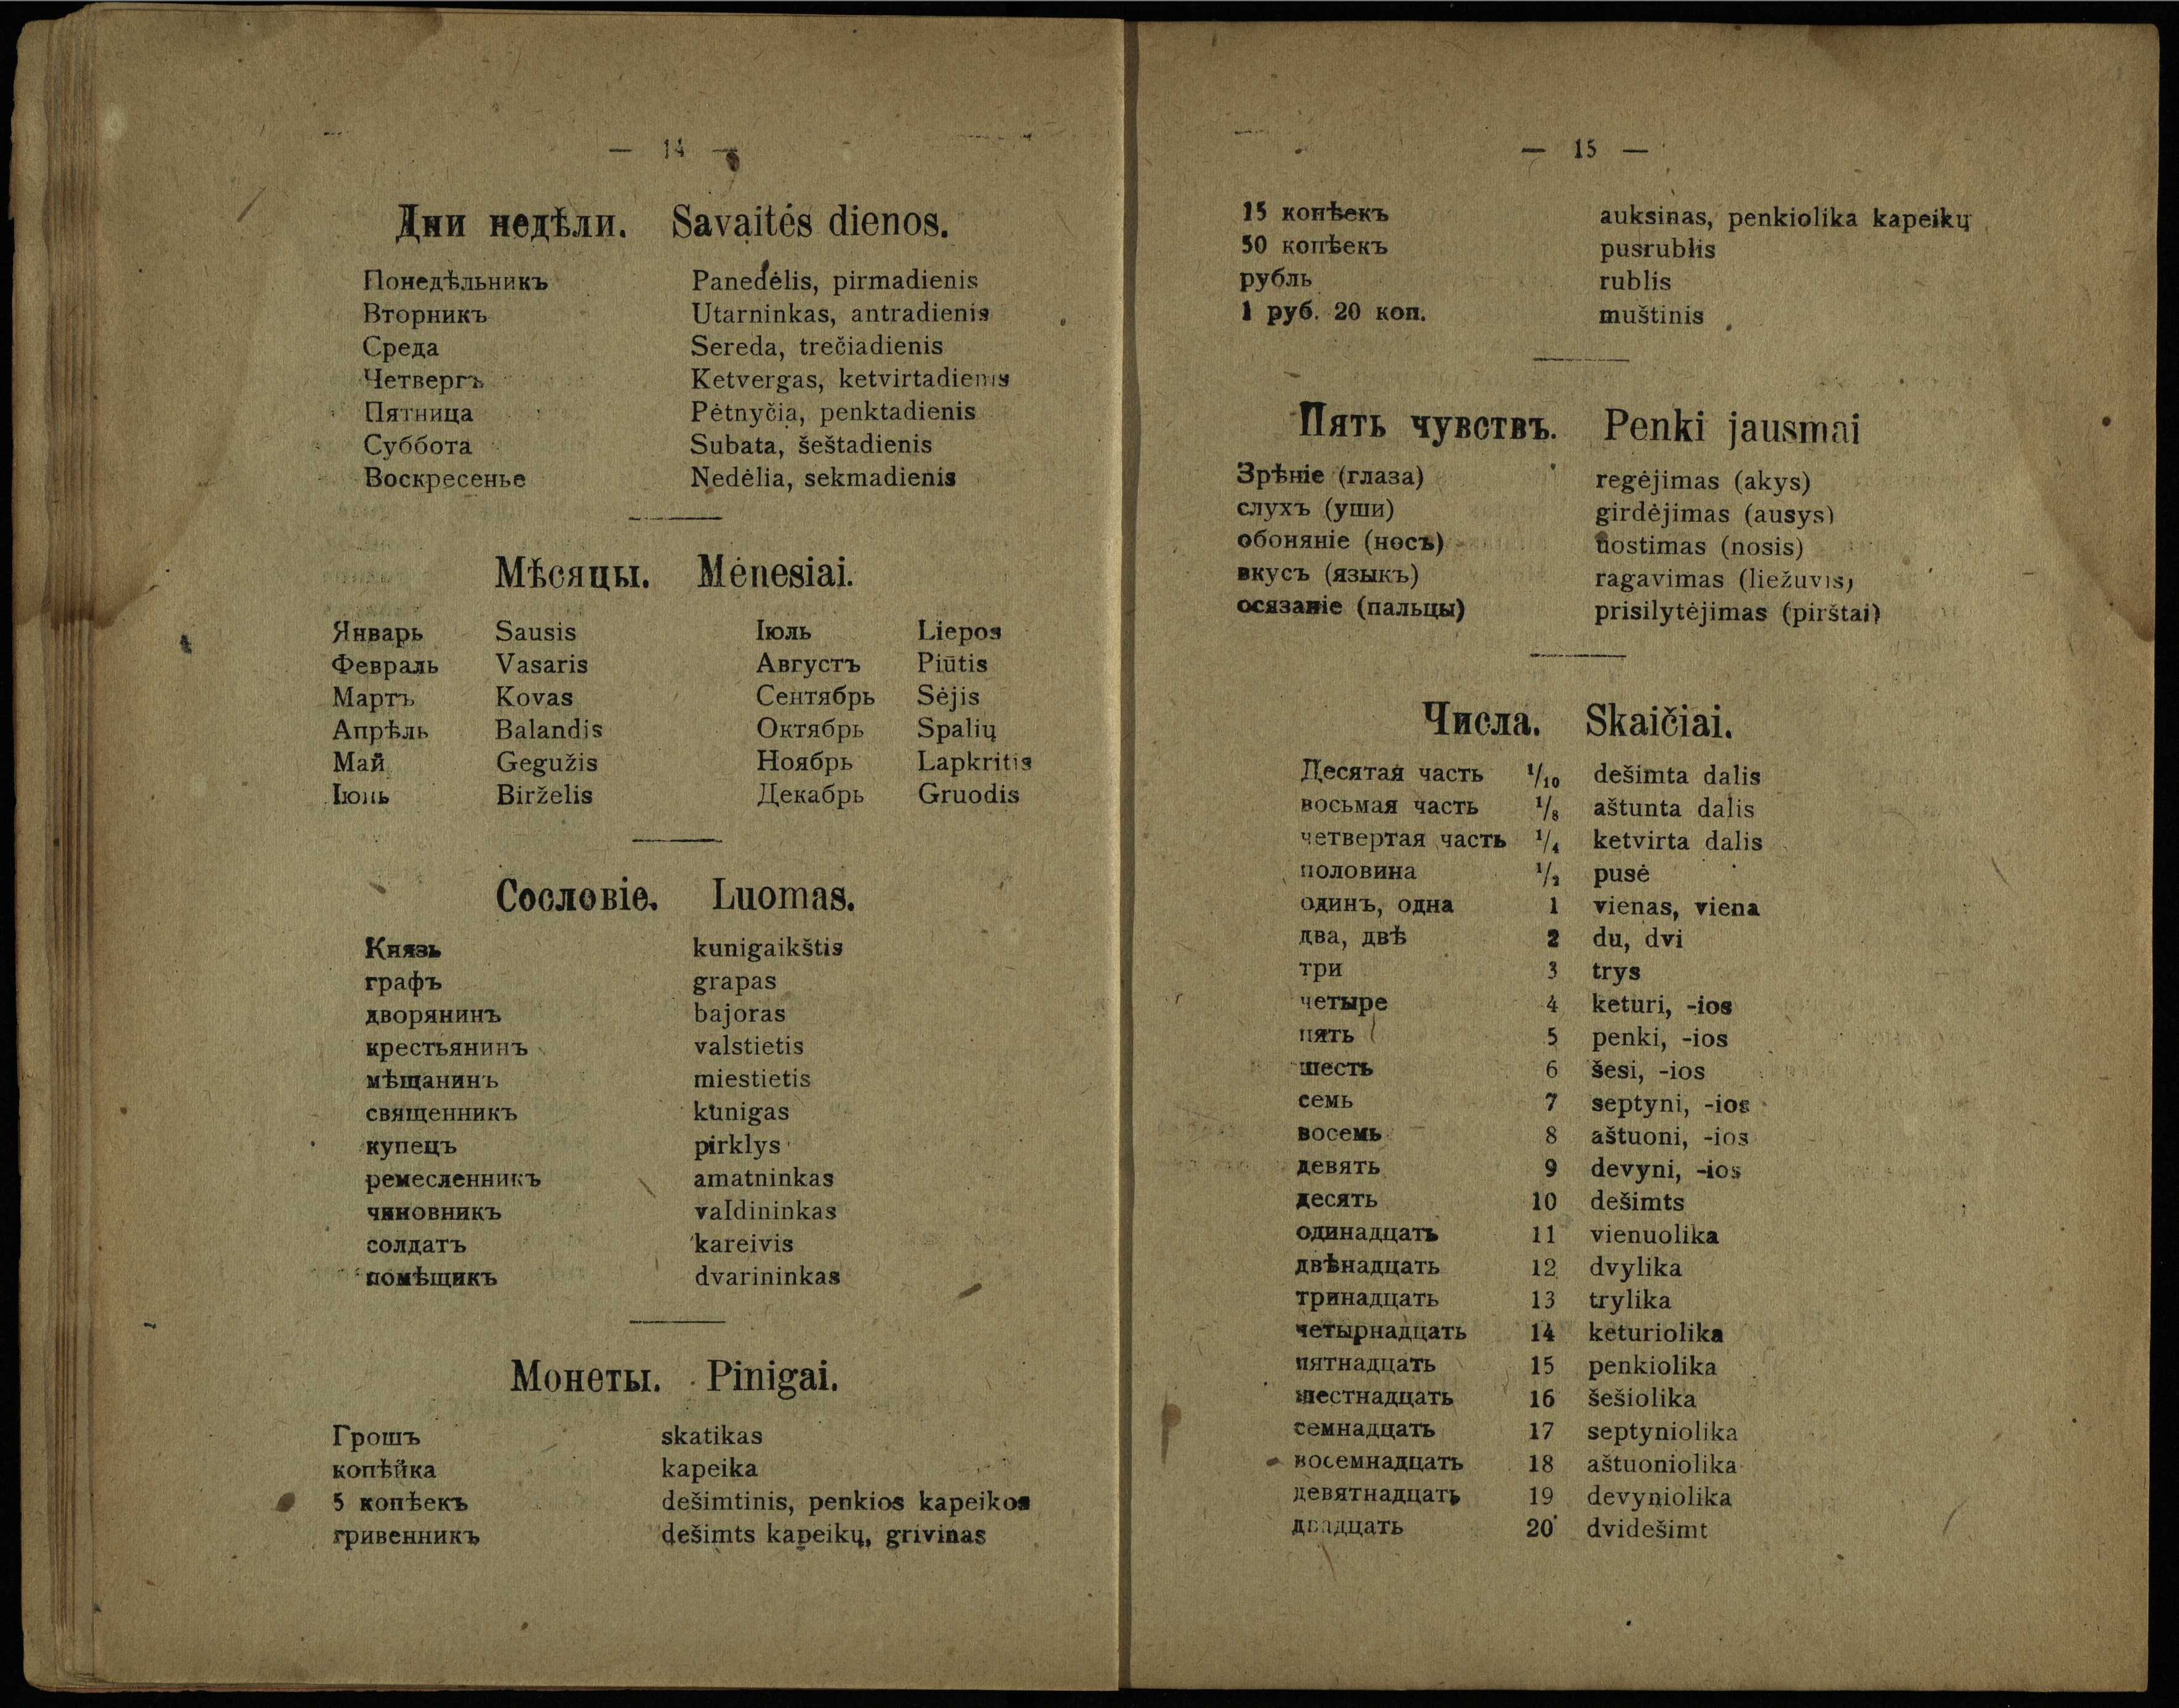 — 14 —
Дни недѣли. Savaitės dienos.
Понедѣльникъ Panedėlis, pirmadienis
Вторникъ Utarninkas, antradienis
Среда Sereda, trečiadienis
Четвергъ Ketvergas, ketvirtadienis
Пятница Pėtnyčia, penktadienis
Суббота Subata, šeštadienis
Воскресенье Nedėlia, sekmadienis
Мѣсяцы. Mėnesiai.
Январь Sausis Іюль Liepos
Февраль Vasaris Августъ Piūtis
Мартъ Kovas Сентябрь Sėjis
Апрѣль Balandis Октябрь Spalių
Май Gegužis Ноябрь Lapkritis
Іюнь Birželis Декабрь Gruodis
Сословіе. Luomas.
Князь kunigaikštis
графъ grapas
дворянинъ bajoras
крестьянинъ valstietis
мѣщанинъ miestietis
священникъ kunigas
купецъ pirklys
ремесленникъ amatninkas
чиновникъ valdininkas
солдатъ kareivis
помѣщикъ dvarininkas
Монеты. Pinigai.
Грошъ skatikas
копѣйка kapeika
5 копѣекъ dešimtinis, penkios kapeikos
гривенникъ dešimts kapeikų, grivinas
— 15 —
15 копѣекъ auksinas, penkiolika kapeikų
50 копѣекъ pusrublis
рубль rublis
1 руб. 20 коп. muštinis
Пять чувствъ. Penki jausmai
Зрѣніе (глаза) regėjimas (akys)
слухъ (уши) girdėjimas (ausys)
обоняніе (носъ) uostimas (nosis)
вкусъ (языкъ) ragavimas (liežuvis)
осязаніе (пальцы) prisilytėjimas (pirštai)
Числа. Skaičiai.
Десятая часть 1/10 dešimta dalis
восьмая часть 1/8 aštunta dalis
четвертая часть 1/4 ketvirta dalis
половина 1/2 pusė
одинъ, одна 1 vienas, viena
два, двѣ 2 du, dvi
три 3 trys
четыре 4 keturi, -ios
пять 5 penki, -ios
шесть 6 šesi, -ios
семь 7 septyni, -ios
восемь 8 aštuoni, -ios
девять 9 devyni, -ios
десять 10 dešimts
одинадцать 11 vienuolika
двѣнадцать 12 dvylika
тринадцать 13 trylika
четырнадцать 14 keturiolika
пятнадцать 15 penkiolika
шестнадцать 16 šešiolika
семнадцать 17 septyniolika
восемнадцать 18 aštuoniolika
девятнадцать 19 devyniolika
двадцать 20 dvidešimt